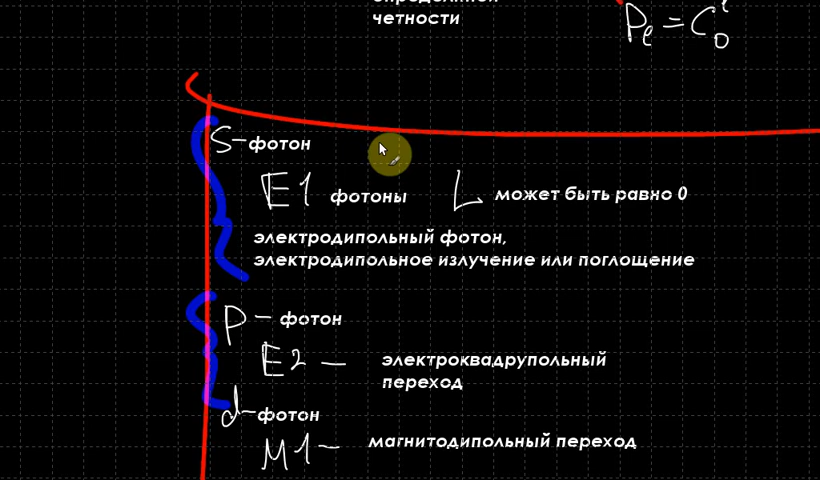 четности
P_l = C_0^l
S-фотон
E1 фотоны L может быть равно 0
электродипольный фотон,
электродипольное излучение или поглощение
P - фотон
E2 - электроквадрупольный
переход
d-фотон
M1- магнитодипольный переход